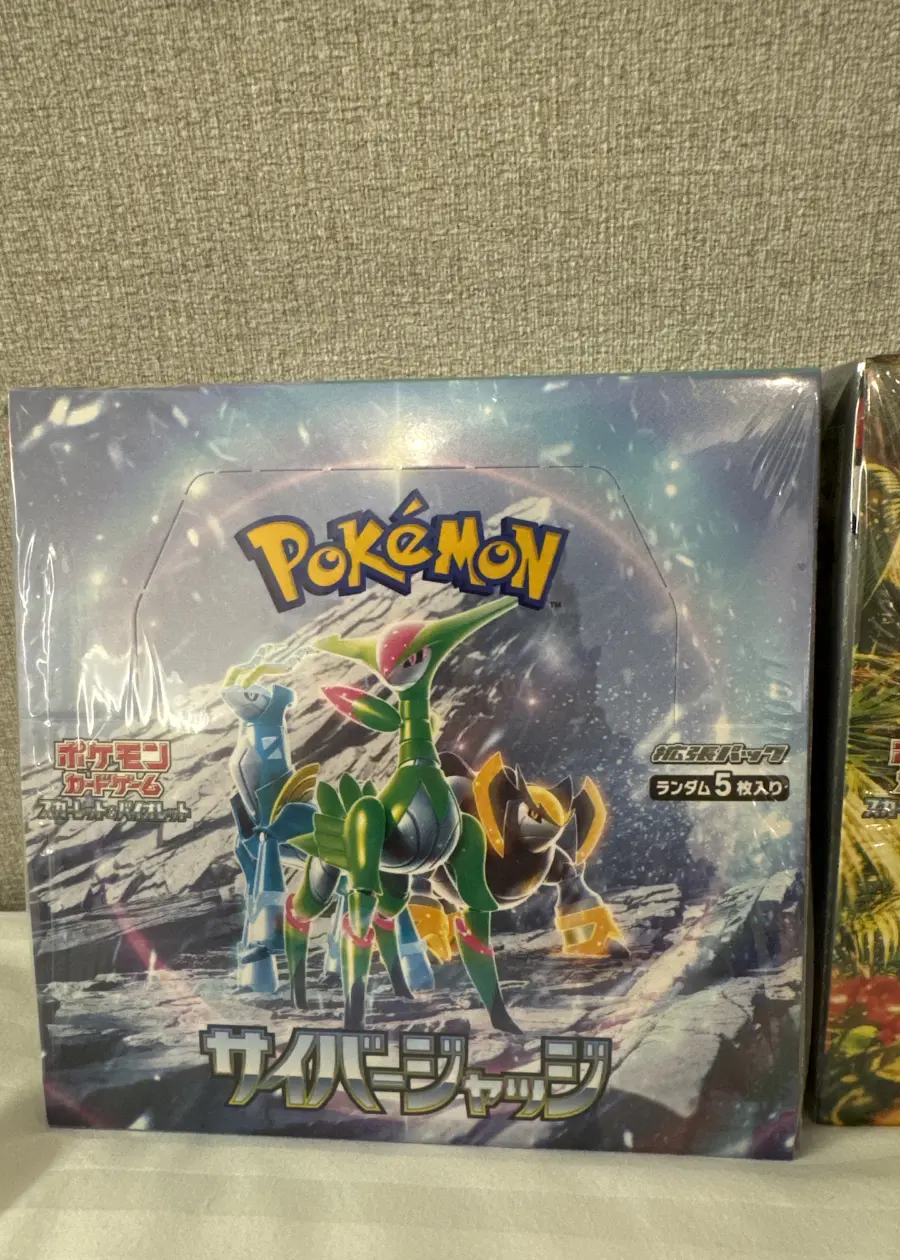 POKéMON
TM
ポケモン
カードゲーム
スカーレット&バイオレット
拡張パック
ランダム5枚入り
サイバージャッジ